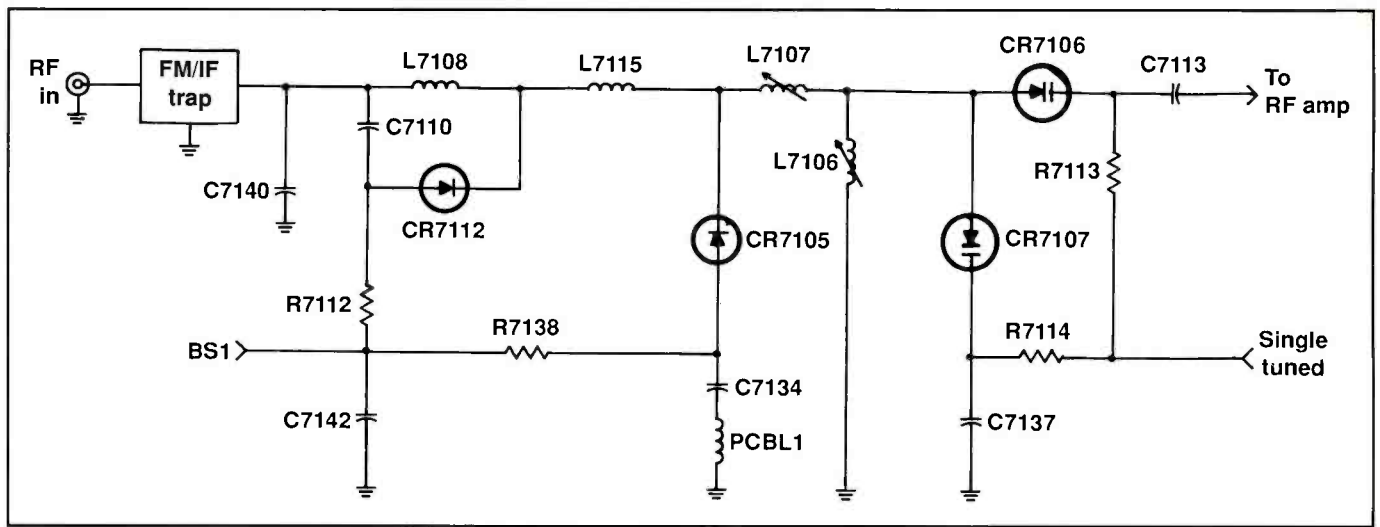 RF
in
FM/IF
trap
L7108
L7115
L7107
CR7106
C7113
To
RF amp
C7110
L7106
R7113
C7140
CR7112
CR7105
CR7107
R7112
R7138
R7114
BS1
Single
tuned
C7134
C7142
C7137
PCBL1